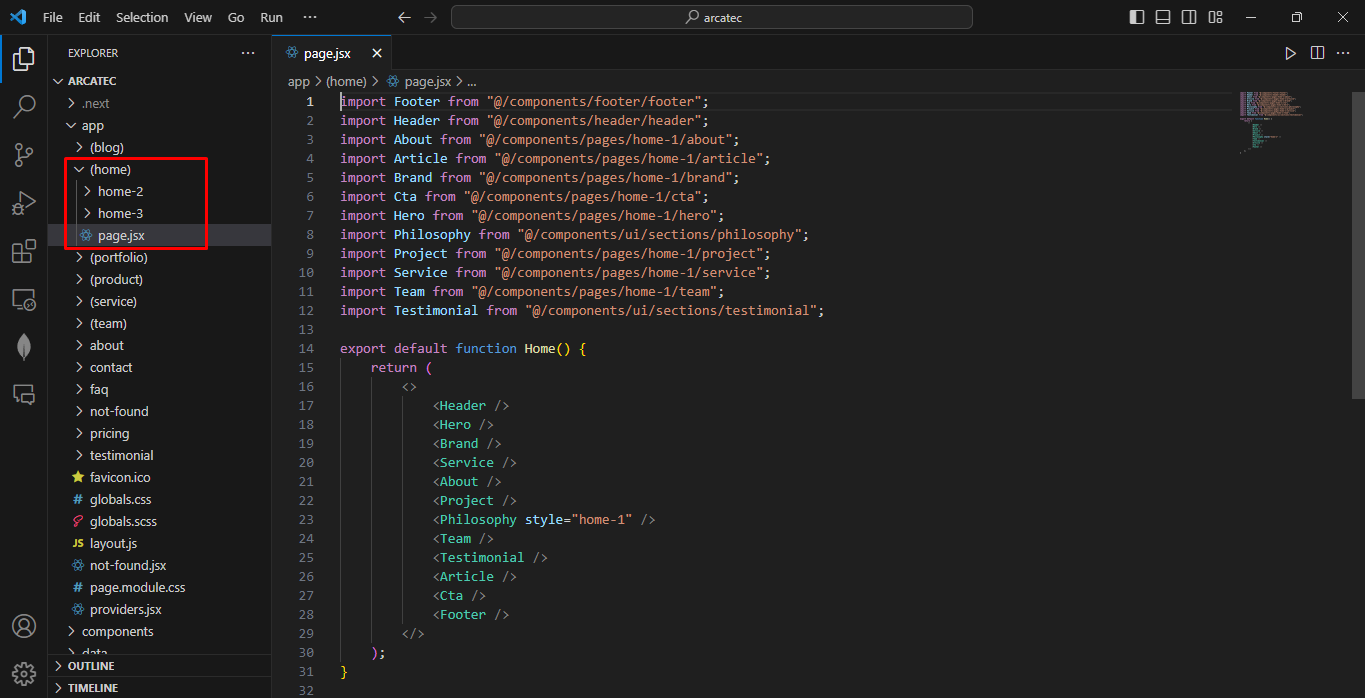 File Edit Selection View Go Run ··· arcatec
EXPLORER ···
ARCATEC
.next
app
(blog)
(home)
home-2
home-3
page.jsx
(portfolio)
(product)
(service)
(team)
about
contact
faq
not-found
pricing
testimonial
favicon.ico
# globals.css
globals.scss
JS layout.js
not-found.jsx
# page.module.css
providers.jsx
components
data
OUTLINE
TIMELINE
page.jsx
app > (home) > page.jsx > ...
1 import Footer from "@/components/footer/footer";
2 import Header from "@/components/header/header";
3 import About from "@/components/pages/home-1/about";
4 import Article from "@/components/pages/home-1/article";
5 import Brand from "@/components/pages/home-1/brand";
6 import Cta from "@/components/pages/home-1/cta";
7 import Hero from "@/components/pages/home-1/hero";
8 import Philosophy from "@/components/ui/sections/philosophy";
9 import Project from "@/components/pages/home-1/project";
10 import Service from "@/components/pages/home-1/service";
11 import Team from "@/components/pages/home-1/team";
12 import Testimonial from "@/components/ui/sections/testimonial";
13
14 export default function Home() {
15 return (
16 <>
17 <Header />
18 <Hero />
19 <Brand />
20 <Service />
21 <About />
22 <Project />
23 <Philosophy style="home-1" />
24 <Team />
25 <Testimonial />
26 <Article />
27 <Cta />
28 <Footer />
29 </>
30 );
31 }
32